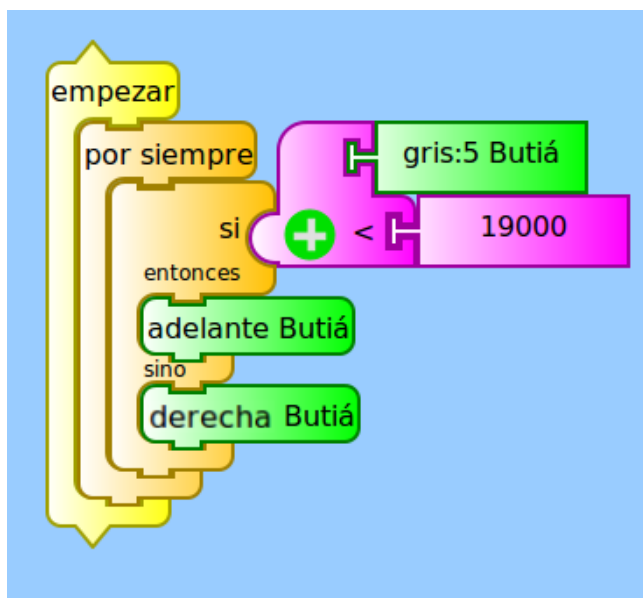 empezar
por siempre
gris:5 Butiá
si
<
19000
entonces
adelante Butiá
sino
derecha Butiá